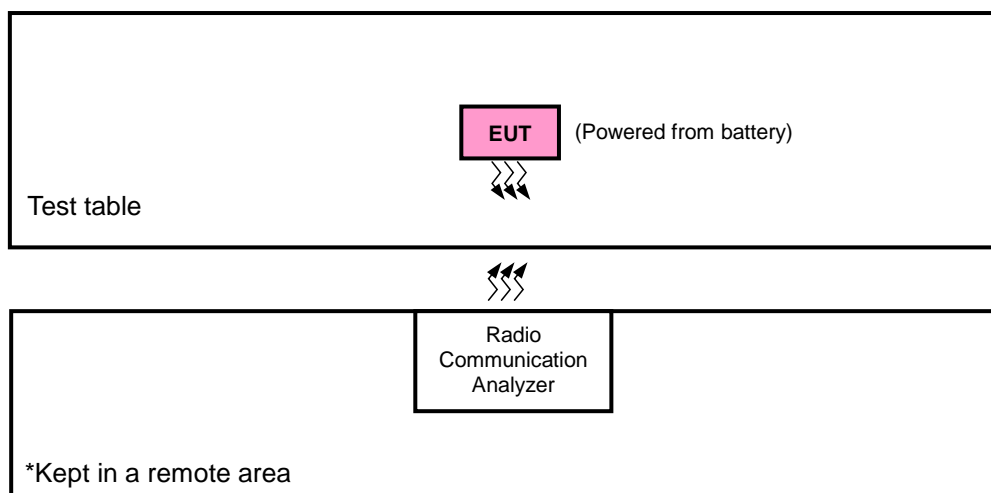 EUT
(Powered from battery)
Test table
Radio
Communication
Analyzer
*Kept in a remote area